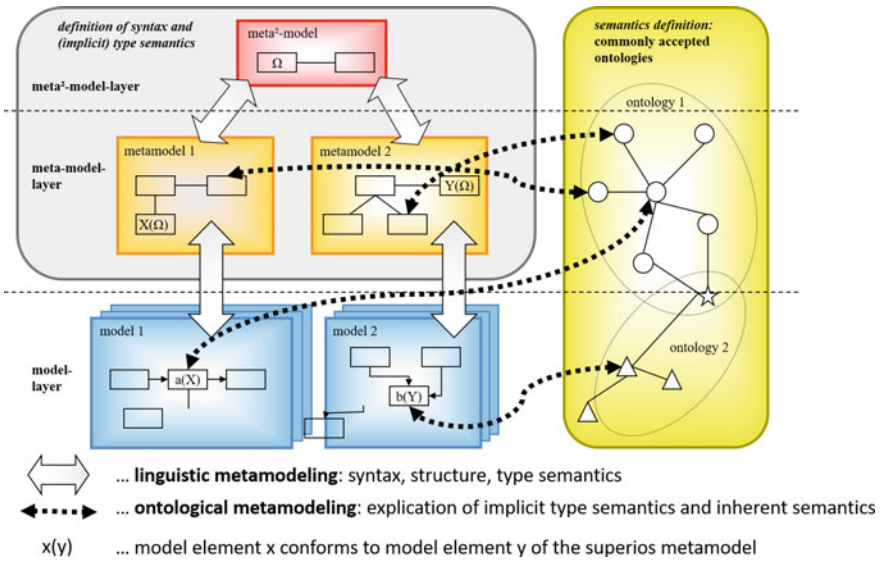 definition of syntax and
(implicit) type semantics
meta²-model
Ω
meta²-model-layer
semantics definition:
commonly accepted
ontologies
ontology 1
meta-model-
layer
metamodel 1
X(Ω)
metamodel 2
Y(Ω)
ontology 2
model-
layer
model 1
a(X)
model 2
b(Y)
... linguistic metamodeling: syntax, structure, type semantics
... ontological metamodeling: explication of implicit type semantics and inherent semantics
x(y) ... model element x conforms to model element y of the superios metamodel